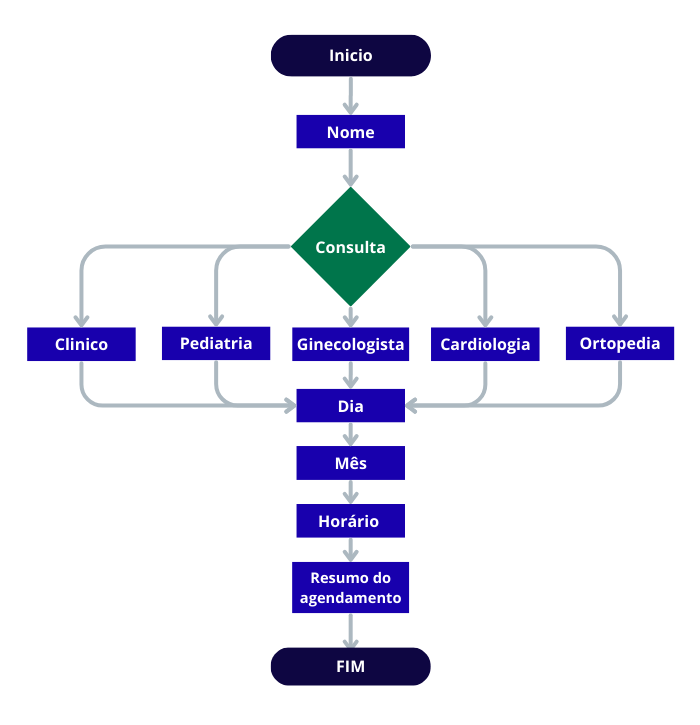 Inicio
Nome
Consulta
Clinico
Pediatria
Ginecologista
Cardiologia
Ortopedia
Dia
Mês
Horário
Resumo do
agendamento
FIM